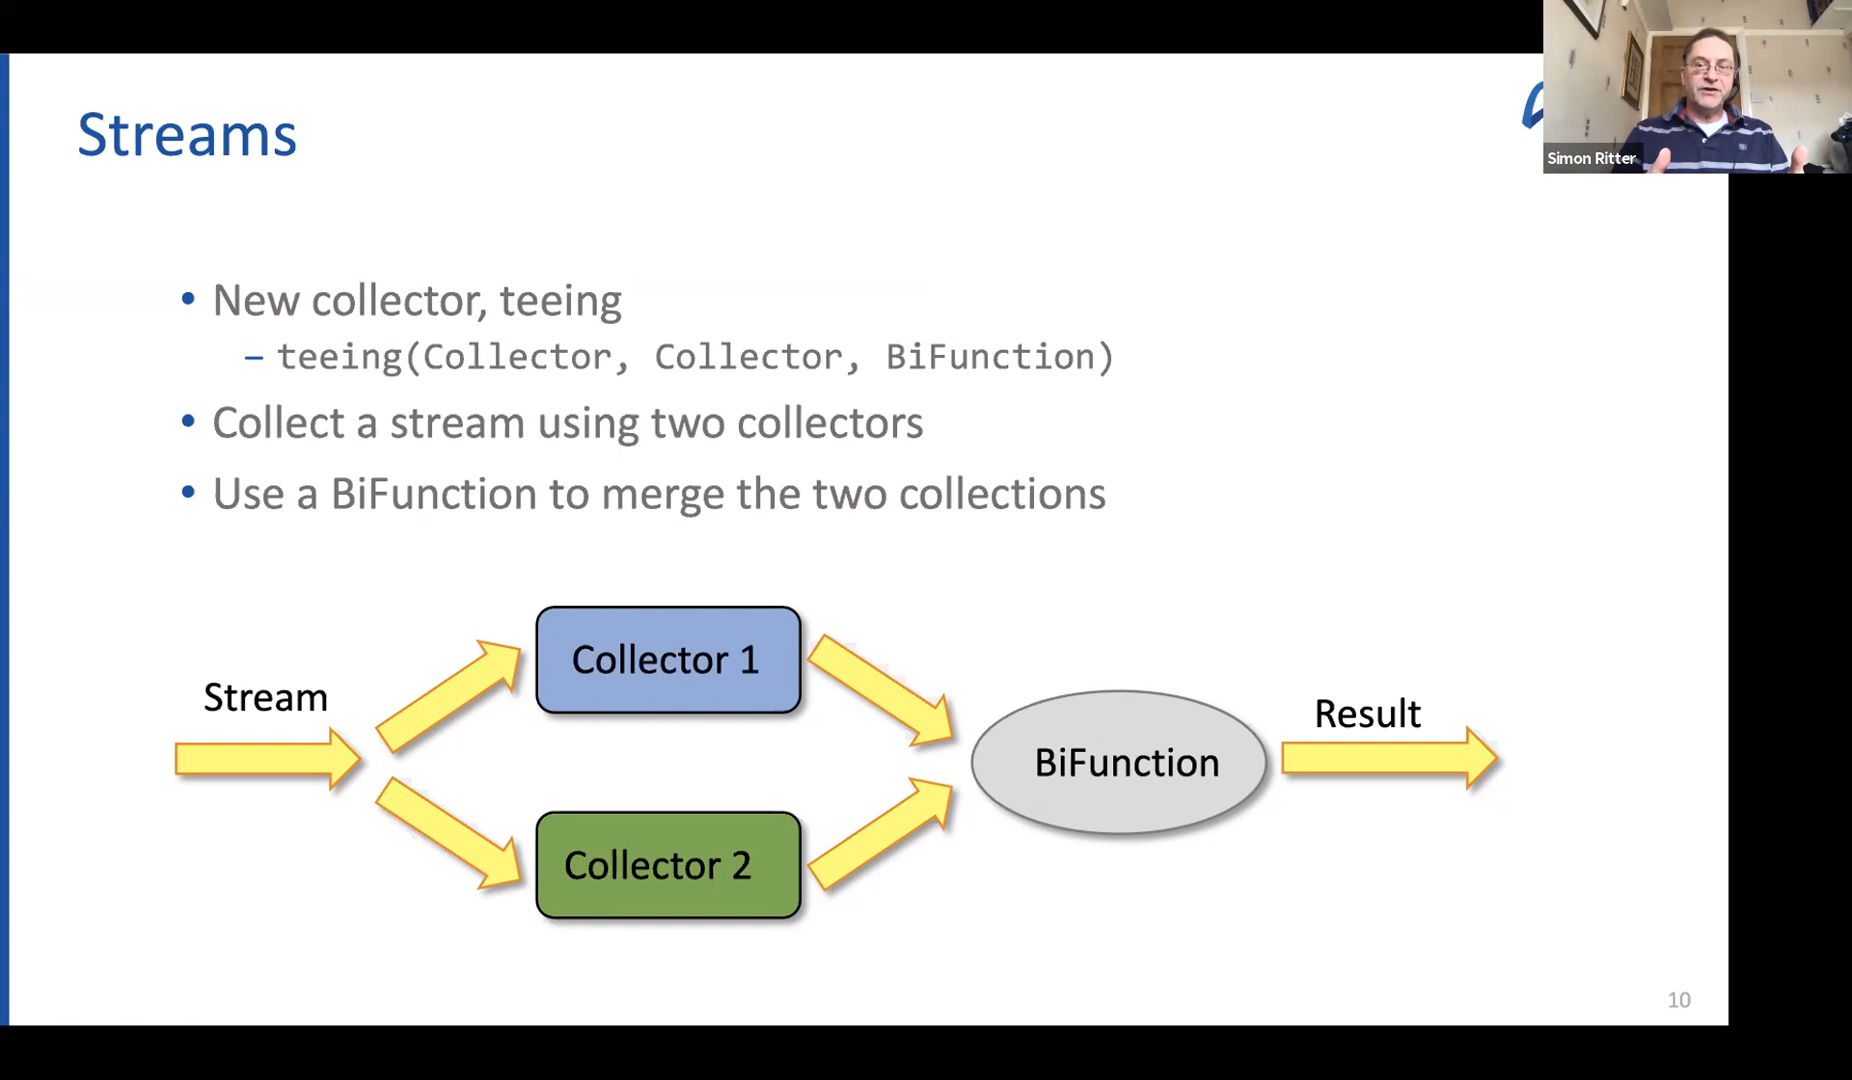 Streams
Simon Ritter
• New collector, teeing
– teeing(Collector, Collector, BiFunction)
• Collect a stream using two collectors
• Use a BiFunction to merge the two collections
Stream
Collector 1
Collector 2
BiFunction
Result
10